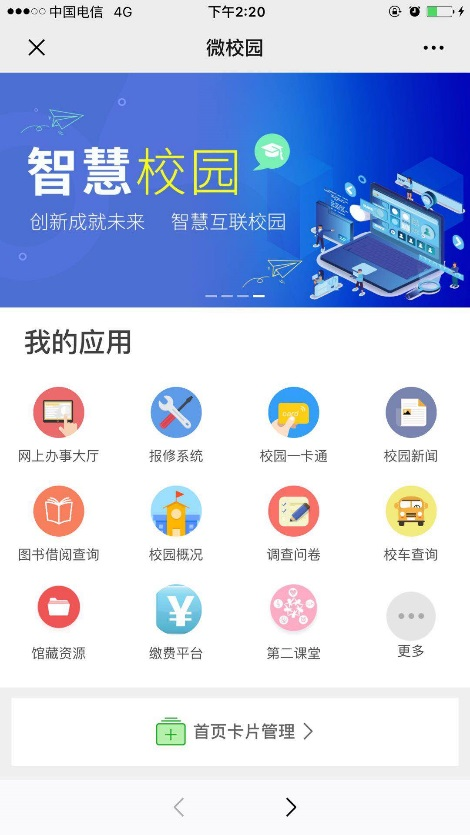 中国电信 4G 下午2:20
微校园
智慧校园
创新成就未来 智慧互联校园
我的应用
网上办事大厅 报修系统 校园一卡通 校园新闻
图书借阅查询 校园概况 调查问卷 校车查询
馆藏资源 缴费平台 第二课堂 更多
首页卡片管理